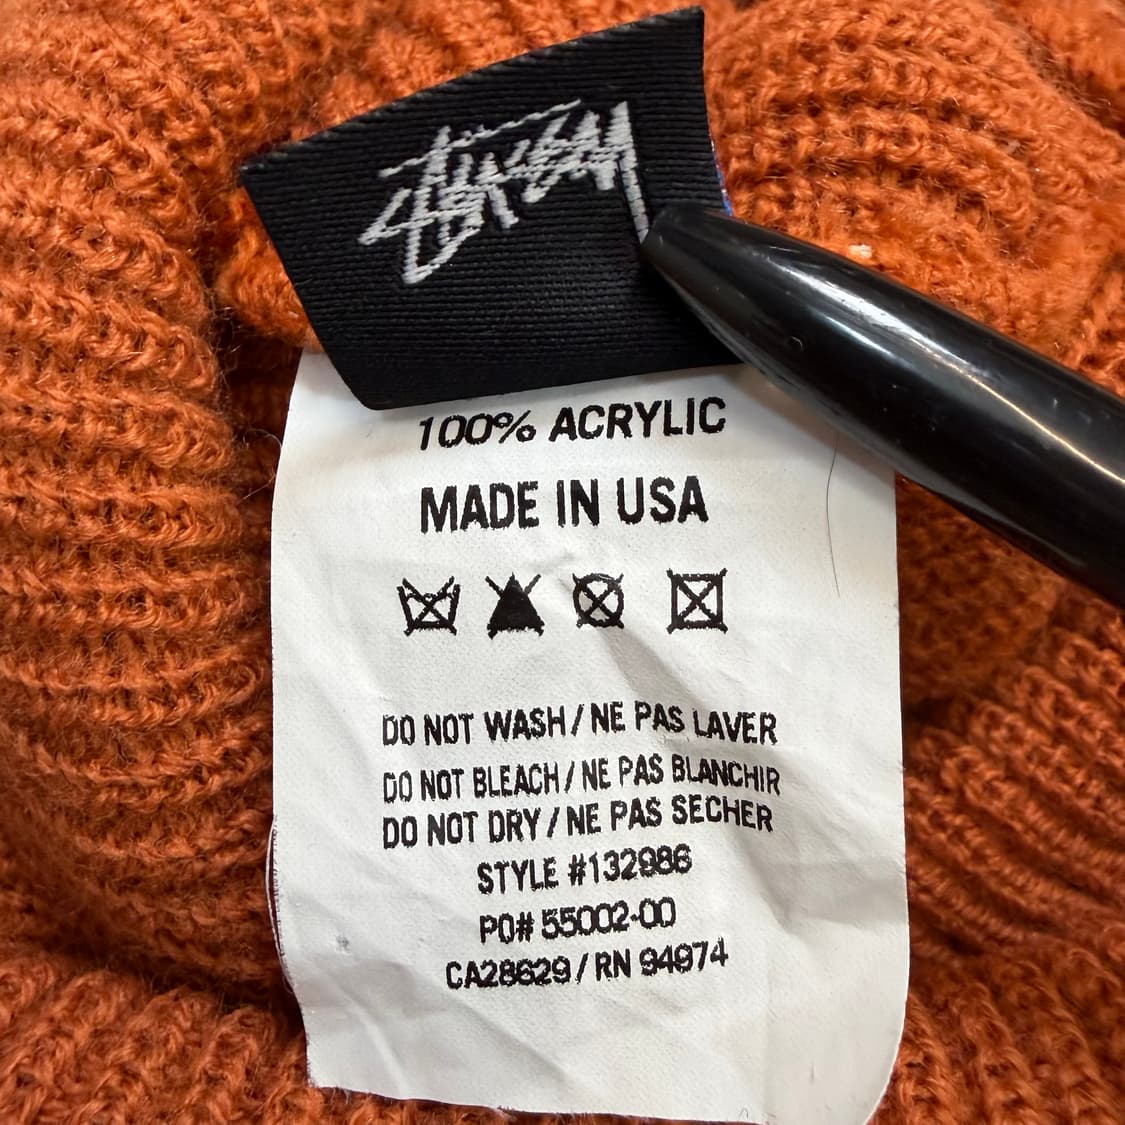 Stüssy
100% ACRYLIC
MADE IN USA
DO NOT WASH / NE PAS LAVER
DO NOT BLEACH / NE PAS BLANCHIR
DO NOT DRY / NE PAS SECHER
STYLE #132986
PO# 55002-00
CA28629 / RN 94974